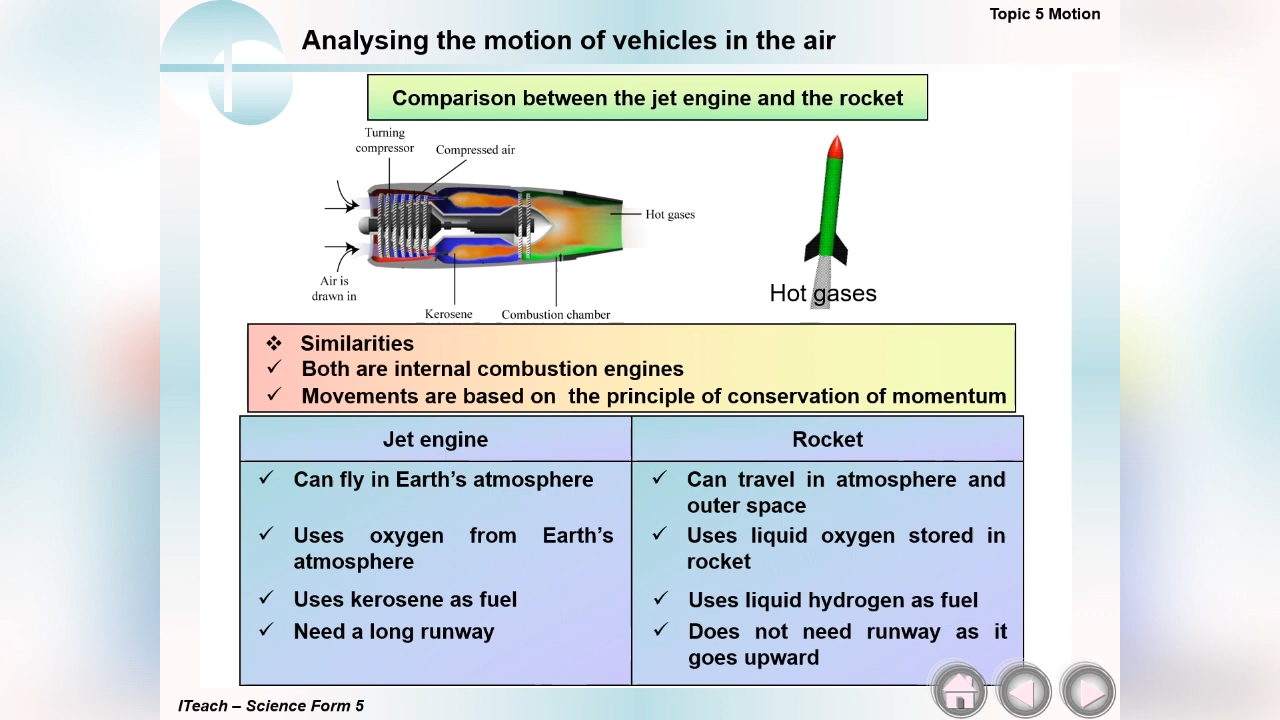 Topic 5 Motion
Analysing the motion of vehicles in the air
Comparison between the jet engine and the rocket
Turning
compressor
Compressed air
Hot gases
Air is
drawn in
Kerosene
Combustion chamber
Hot gases
❖ Similarities
✓ Both are internal combustion engines
✓ Movements are based on the principle of conservation of momentum
Jet engine
✓ Can fly in Earth's atmosphere
✓ Uses oxygen from Earth's
atmosphere
✓ Uses kerosene as fuel
✓ Need a long runway
Rocket
✓ Can travel in atmosphere and
outer space
✓ Uses liquid oxygen stored in
rocket
✓ Uses liquid hydrogen as fuel
✓ Does not need runway as it
goes upward
ITeach – Science Form 5